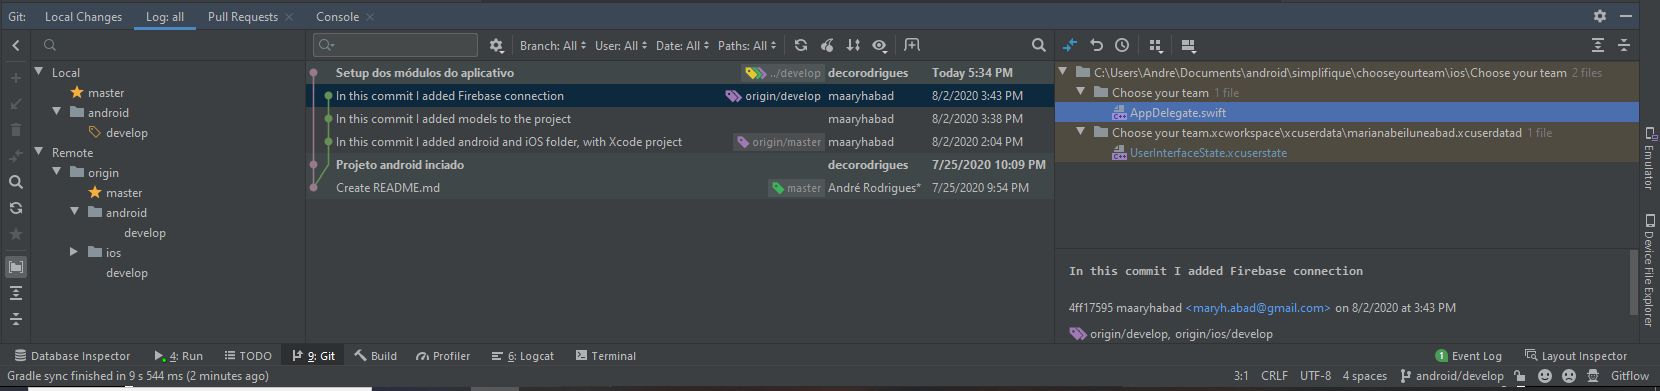 Git: Local Changes Log: all Pull Requests Console
Branch: All User: All Date: All Paths: All
Local
master
android
develop
Remote
origin
master
android
develop
ios
develop
Setup dos módulos do aplicativo ../develop decorodrigues Today 5:34 PM
In this commit I added Firebase connection origin/develop maaryhabad 8/2/2020 3:43 PM
In this commit I added models to the project maaryhabad 8/2/2020 3:38 PM
In this commit I added android and iOS folder, with Xcode project origin/master maaryhabad 8/2/2020 2:04 PM
Projeto android inciado decorodrigues 7/25/2020 10:09 PM
Create README.md master André Rodrigues* 7/25/2020 9:54 PM
C:\Users\Andre\Documents\android\simplifique\chooseyourteam\ios\Choose your team 2 files
Choose your team 1 file
AppDelegate.swift
Choose your team.xcworkspace\xcuserdata\marianabeiluneabad.xcuserdatad 1 file
UserInterfaceState.xcuserstate
In this commit I added Firebase connection
4ff17595 maaryhabad <maryh.abad@gmail.com> on 8/2/2020 at 3:43 PM
origin/develop, origin/ios/develop
Emulator
Device File Explorer
Database Inspector 4: Run TODO 9: Git Build Profiler 6: Logcat Terminal 1 Event Log Layout Inspector
Gradle sync finished in 9 s 544 ms (2 minutes ago) 3:1 CRLF UTF-8 4 spaces android/develop Gitflow